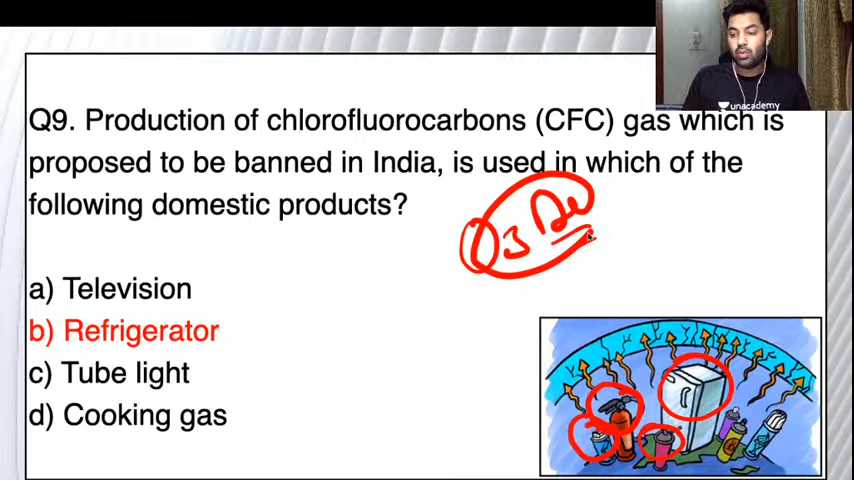 unacademy
Q9. Production of chlorofluorocarbons (CFC) gas which is
proposed to be banned in India, is used in which of the
following domestic products?
a) Television
b) Refrigerator
c) Tube light
d) Cooking gas